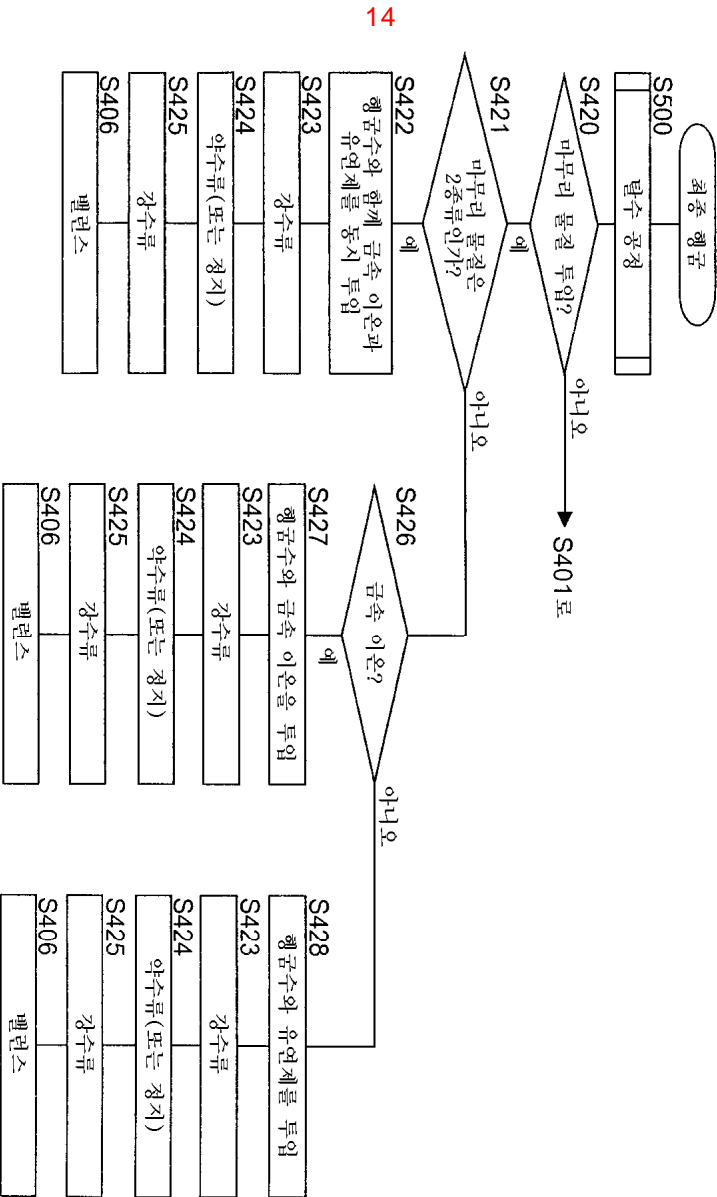 14
최종 헹굼
S500
탈수 공정
S420
마무리 물질 투입?
아니오
S401로
예
S421
마무리 물질은
2종류인가?
아니오
예
S422
헹굼수와 함께 금속 이온과
유연제를 동시 투입
S423
강수류
S424
약수류(또는 정지)
S425
강수류
S406
밸런스
S426
금속 이온?
아니오
예
S427
헹굼수와 금속 이온을 투입
S423
강수류
S424
약수류(또는 정지)
S425
강수류
S406
밸런스
S428
헹굼수와 유연제를 투입
S423
강수류
S424
약수류(또는 정지)
S425
강수류
S406
밸런스